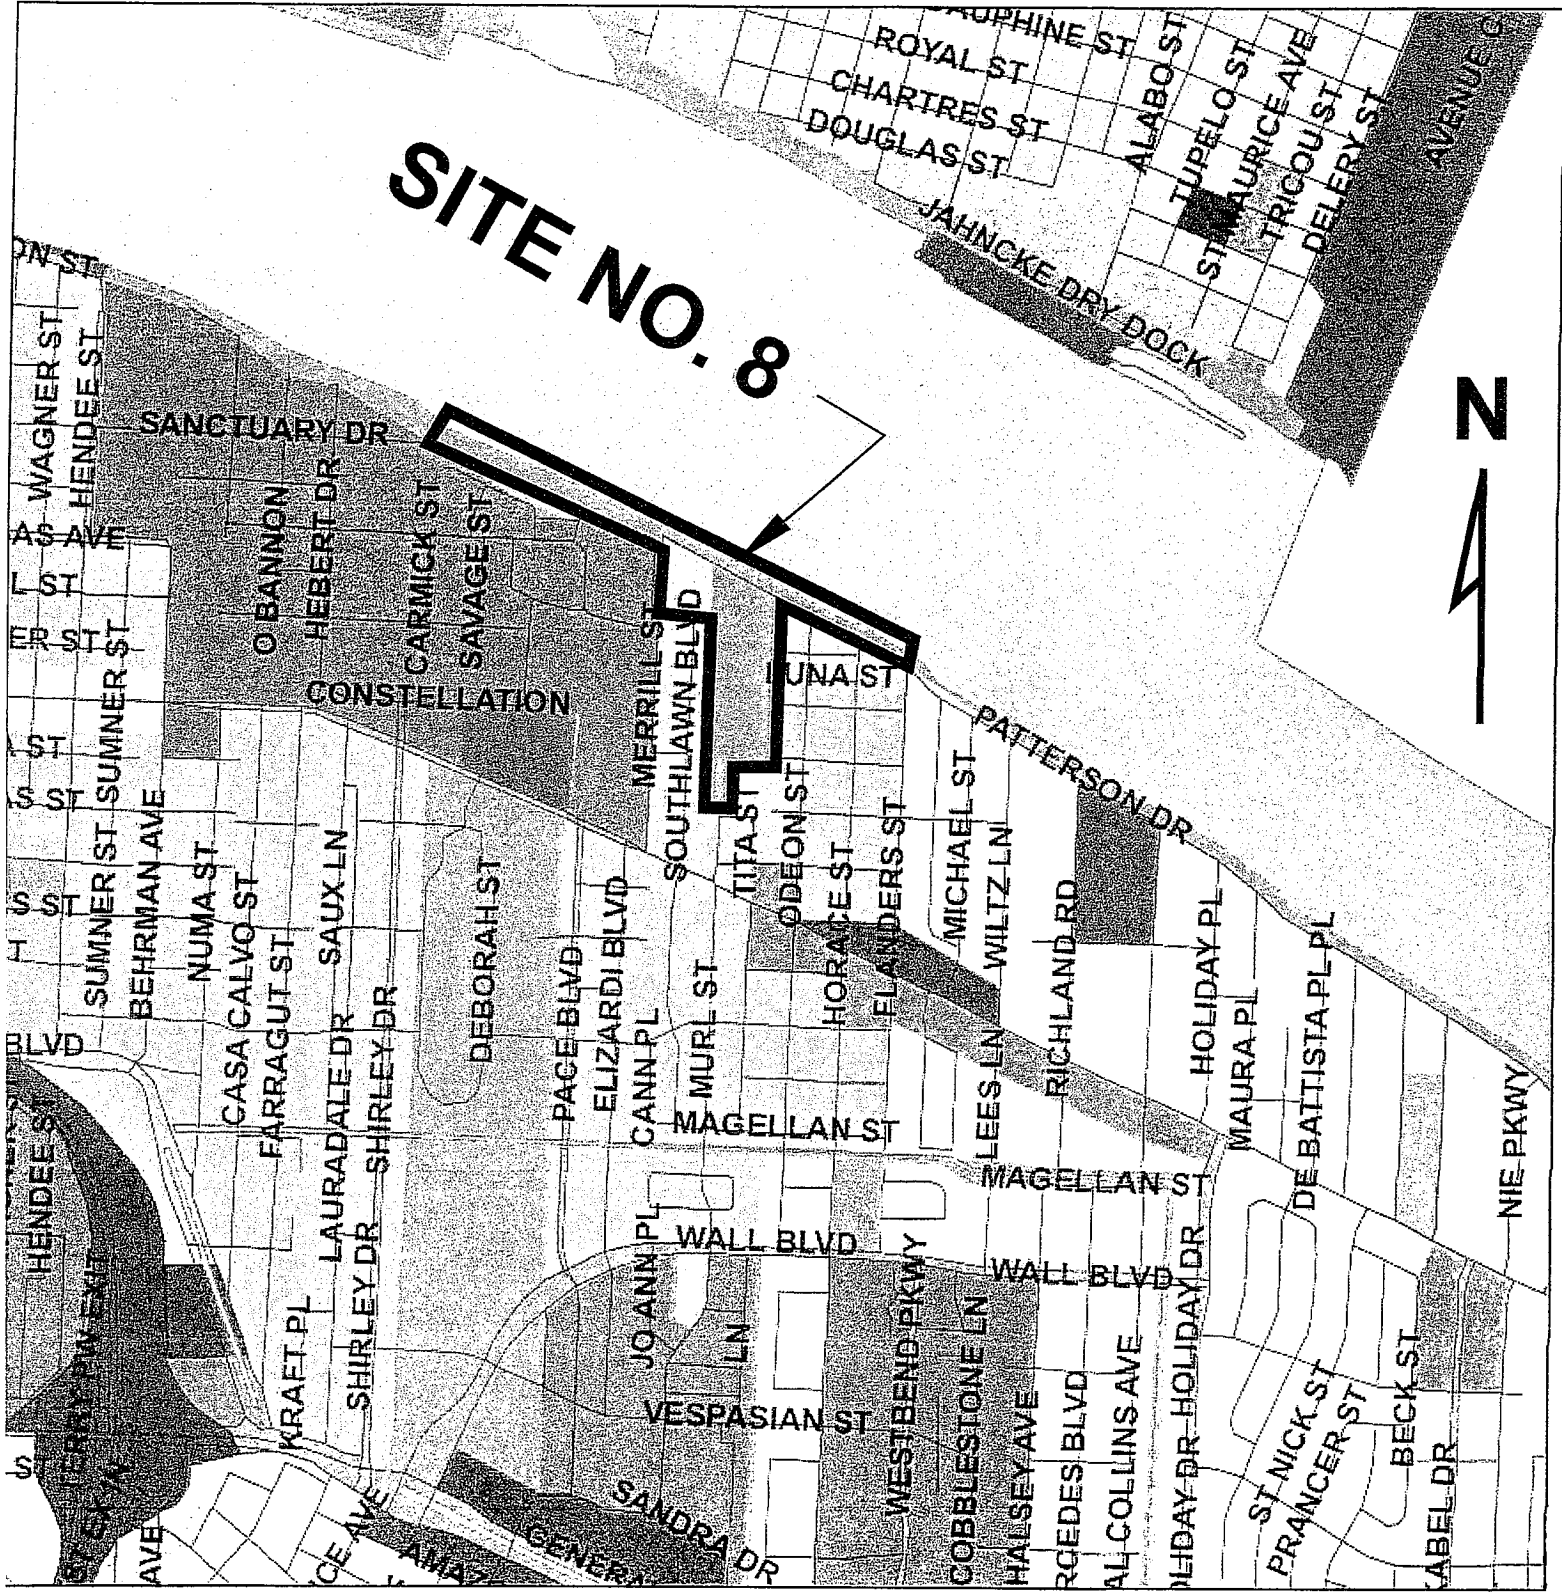 ROYAL ST
CHARTRES ST
DOUGLAS ST
ALABO ST
TUPELO ST
TRICOU ST
DELERY ST
JAHNCKE DRY DOCK
SITE NO. 8
N
WAGNER ST
HENDEE ST
SANCTUARY DR
O BANNON
HEBERT DR
CARMICK ST
SAVAGE ST
CONSTELLATION
MERRILL ST
SOUTHLAWN BLVD
LUNA ST
PATTERSON DR
SUMNER ST
SUMNER ST
BEHRMAN AVE
NUMA ST
CASA CALVO ST
FARRAGUT ST
SAUX LN
LAURADALE DR
SHIRLEY DR
DEBORAH ST
PACE BLVD
ELIZARDI BLVD
CANN PL
MURL ST
TITA ST
ODEON ST
HORACE ST
FLANDERS ST
MICHAEL ST
WILTZ LN
RICHLAND RD
LEES LN
HOLIDAY PL
MAURA PL
DE BATTISTA PL PL
NIE PKWY
BLVD
MAGELLAN ST
MAGELLAN ST
HENDEE ST
KRAFT PL
SHIRLEY DR
JO ANN PL
LN
WALL BLVD
WALL BLVD
WESTBEND PKWY
COBBLESTONE LN
HALSEY AVE
HOLIDAY DR
VESPASIAN ST
SANDRA DR
ST NICK ST
PRANCER ST
BECK ST
AVE